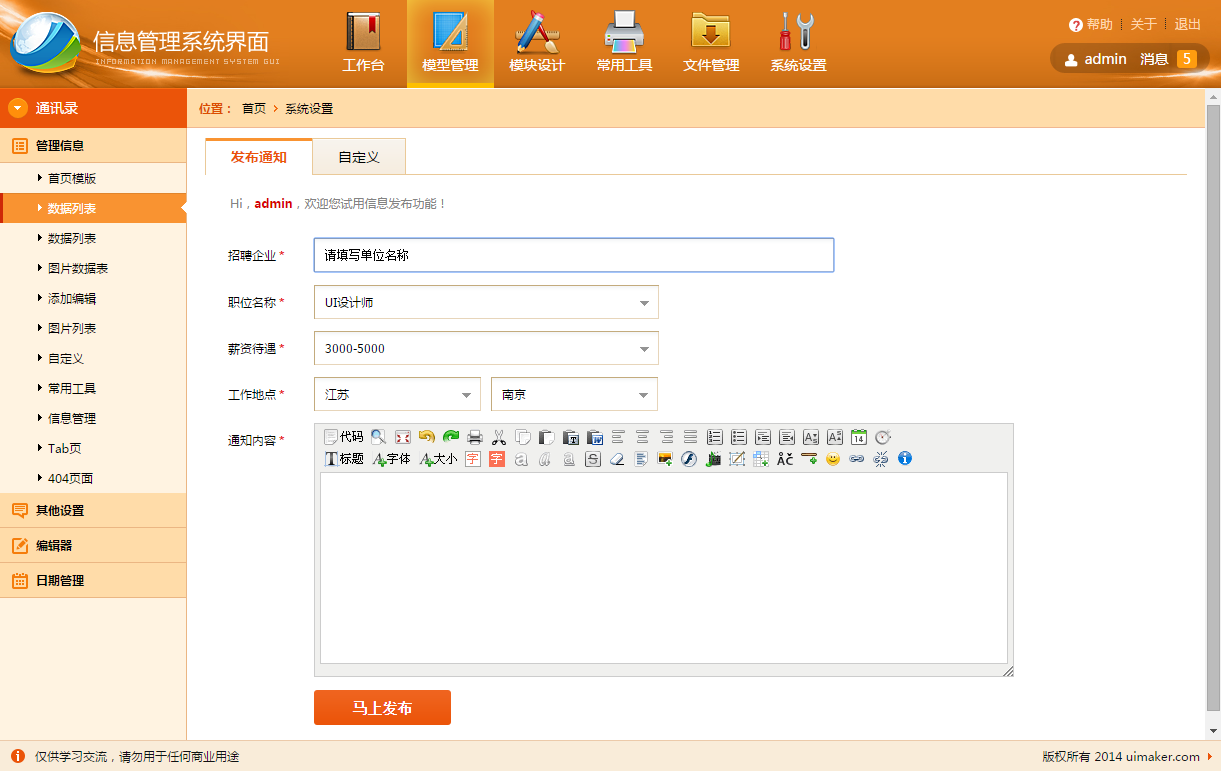 信息管理系统界面
INFORMATION MANAGEMENT SYSTEM GUI
工作台 模型管理 模块设计 常用工具 文件管理 系统设置
帮助 关于 退出
admin 消息 5
通讯录
位置： 首页 系统设置
管理信息
首页模版
数据列表
数据列表
图片数据表
添加编辑
图片列表
自定义
常用工具
信息管理
Tab页
404页面
其他设置
编辑器
日期管理
发布通知 自定义
Hi，admin，欢迎您试用信息发布功能！
招聘企业* 请填写单位名称
职位名称* UI设计师
薪资待遇* 3000-5000
工作地点* 江苏 南京
通知内容* 代码
标题 字体 大小
马上发布
仅供学习交流，请勿用于任何商业用途
版权所有 2014 uimaker.com